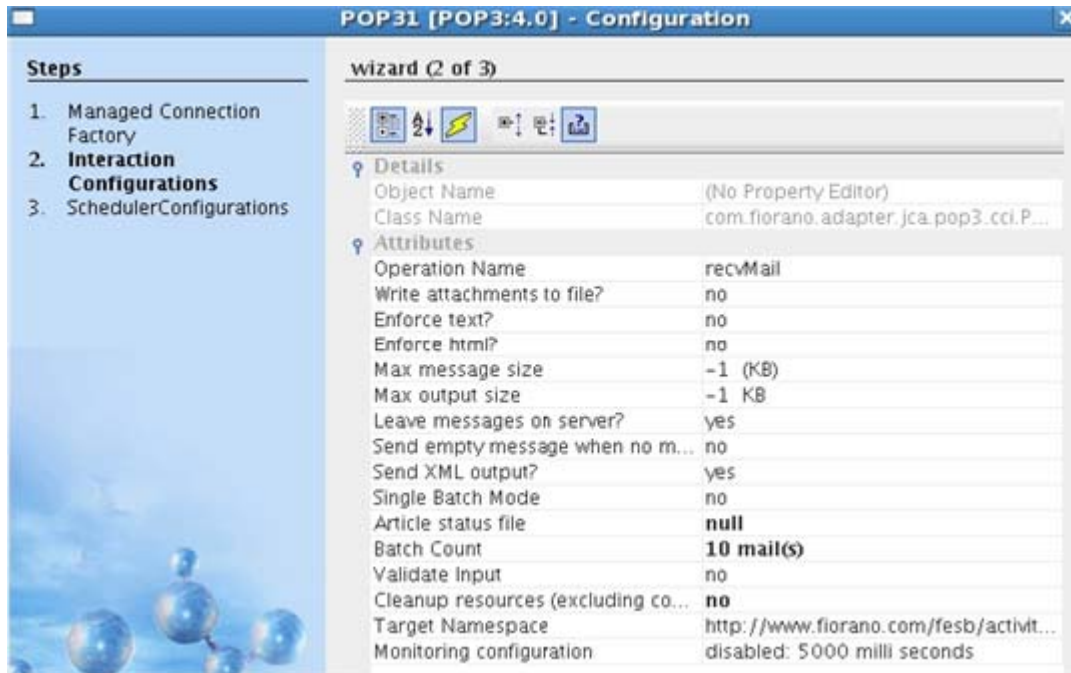 POP31 [POP3:4.0] - Configuration
Steps
1. Managed Connection
Factory
2. Interaction
Configurations
3. SchedulerConfigurations
wizard (2 of 3)
Details
Object Name (No Property Editor)
Class Name com.fiorano.adapter.jca.pop3.cci.P...
Attributes
Operation Name recvMail
Write attachments to file? no
Enforce text? no
Enforce html? no
Max message size -1 (KB)
Max output size -1 KB
Leave messages on server? yes
Send empty message when no m... no
Send XML output? yes
Single Batch Mode no
Article status file null
Batch Count 10 mail(s)
Validate Input no
Cleanup resources (excluding co... no
Target Namespace http://www.fiorano.com/fesb/activit...
Monitoring configuration disabled: 5000 milli seconds